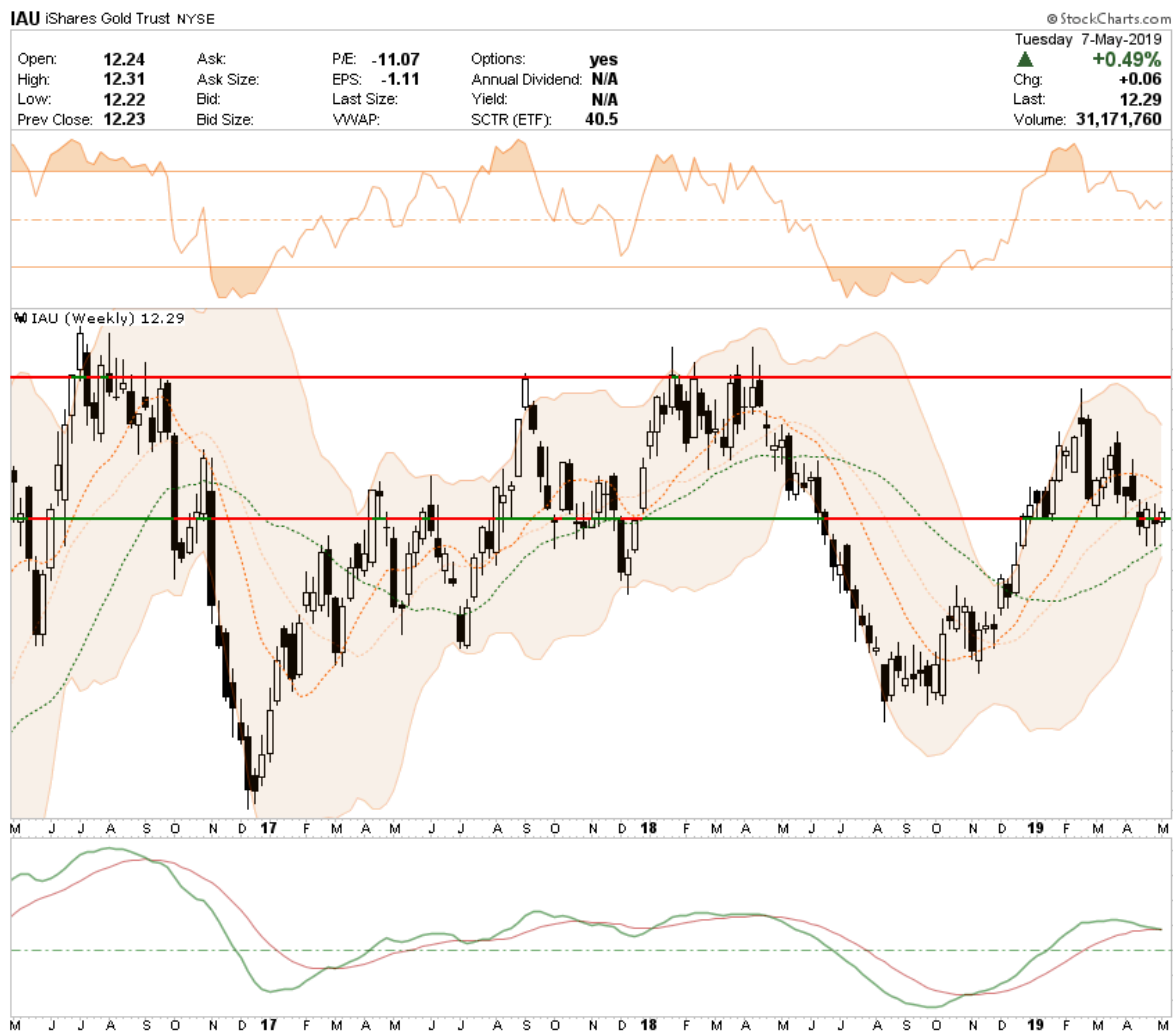 IAU iShares Gold Trust NYSE
© StockCharts.com
Tuesday 7-May-2019
Open: 12.24 Ask: P/E: -11.07 Options: yes ▲ +0.49%
High: 12.31 Ask Size: EPS: -1.11 Annual Dividend: N/A Chg: +0.06
Low: 12.22 Bid: Last Size: Yield: N/A Last: 12.29
Prev Close: 12.23 Bid Size: VWAP: SCTR (ETF): 40.5 Volume: 31,171,760
IAU (Weekly) 12.29
M J J A S O N D 17 F M A M J J A S O N D 18 F M A M J J A S O N D 19 F M A M
M J J A S O N D 17 F M A M J J A S O N D 18 F M A M J J A S O N D 19 F M A M